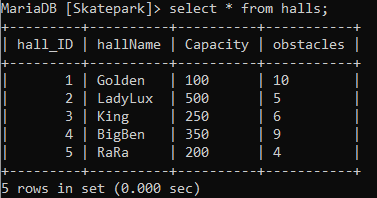 MariaDB [Skatepark]> select * from halls;
+---------+----------+----------+-----------+
| hall_ID | hallName | Capacity | obstacles |
+---------+----------+----------+-----------+
|       1 | Golden   | 100      | 10        |
|       2 | LadyLux  | 500      | 5         |
|       3 | King     | 250      | 6         |
|       4 | BigBen   | 350      | 9         |
|       5 | RaRa     | 200      | 4         |
+---------+----------+----------+-----------+
5 rows in set (0.000 sec)